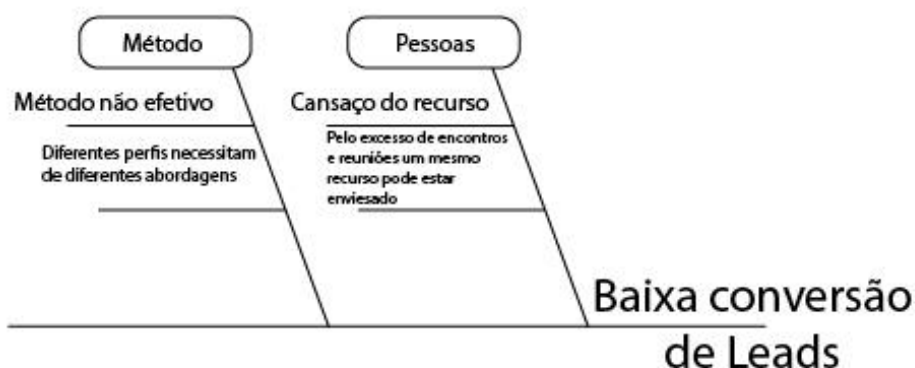 Método
Pessoas
Método não efetivo
Diferentes perfis necessitam
de diferentes abordagens
Cansaço do recurso
Pelo excesso de encontros
e reuniões um mesmo
recurso pode estar
enviesado
Baixa conversão
de Leads